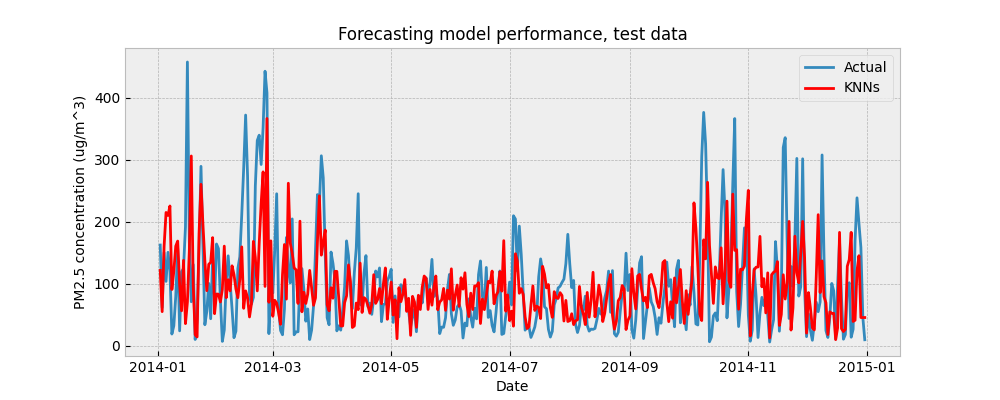 Forecasting model performance, test data
Actual
KNNs
PM2.5 concentration (ug/m^3)
400
300
200
100
0
2014-01
2014-03
2014-05
2014-07
2014-09
2014-11
2015-01
Date